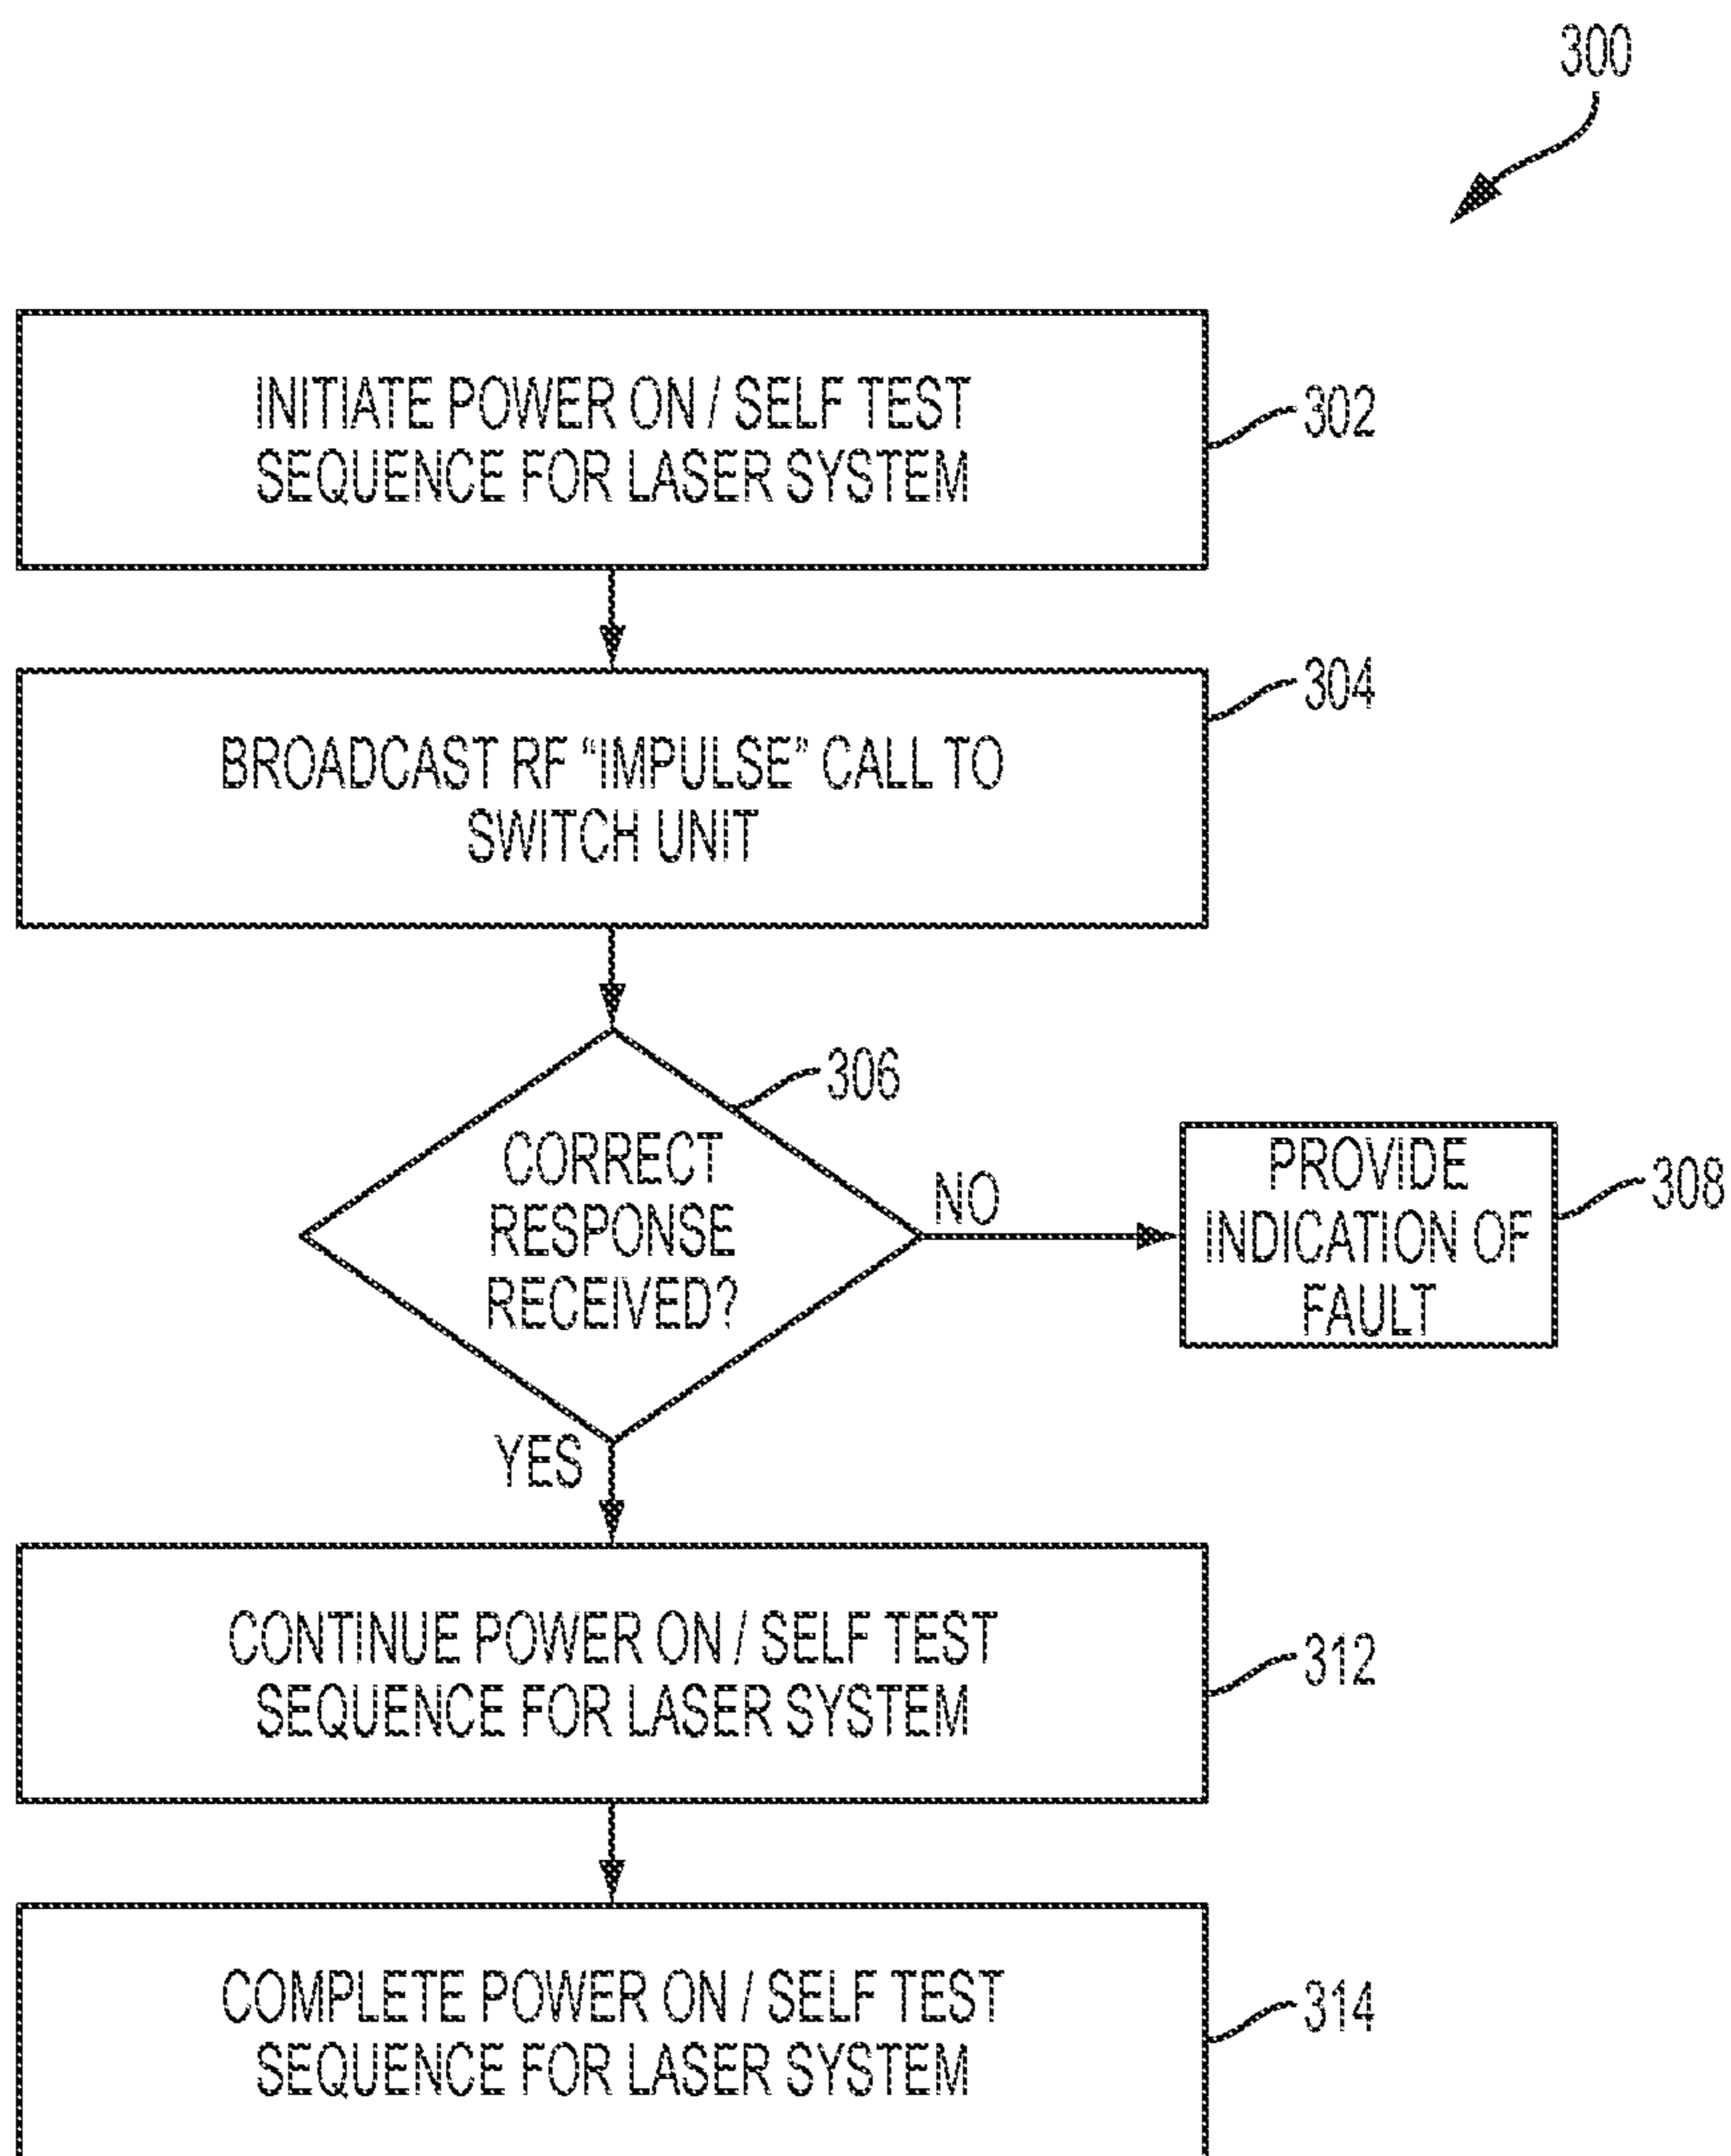 300
INITIATE POWER ON / SELF TEST
SEQUENCE FOR LASER SYSTEM
302
BROADCAST RF “IMPULSE” CALL TO
SWITCH UNIT
304
CORRECT
RESPONSE
RECEIVED?
306
NO
PROVIDE
INDICATION OF
FAULT
308
YES
CONTINUE POWER ON / SELF TEST
SEQUENCE FOR LASER SYSTEM
312
COMPLETE POWER ON / SELF TEST
SEQUENCE FOR LASER SYSTEM
314